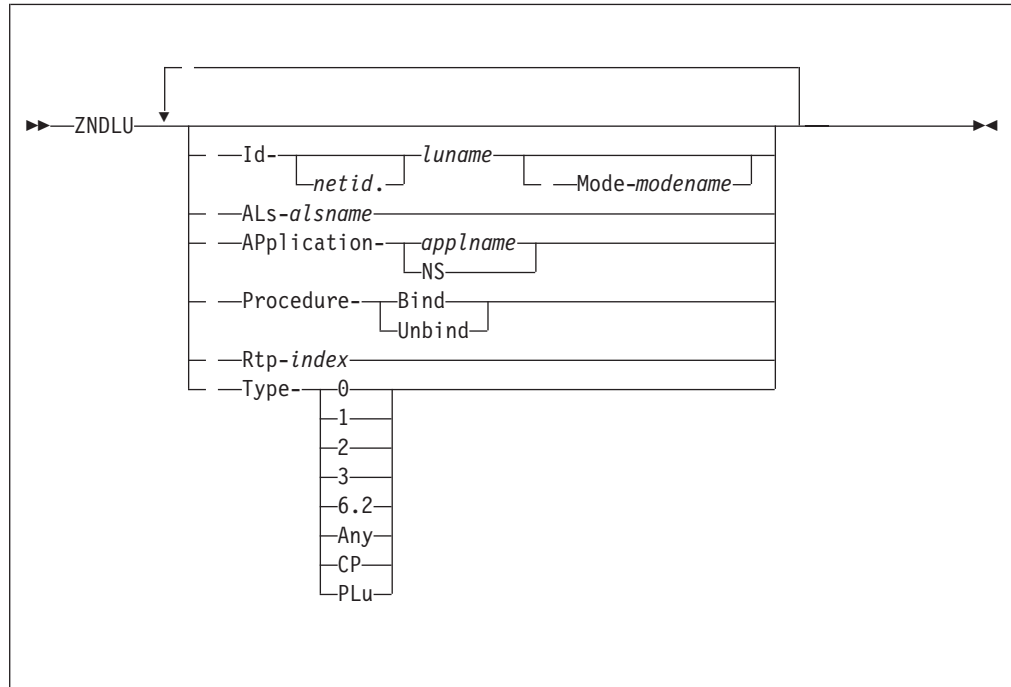 ZNDLU
Id- luname
netid. Mode-modename
ALs-alsname
APplication- applname
NS
Procedure- Bind
Unbind
Rtp-index
Type- 0
1
2
3
6.2
Any
CP
PLu